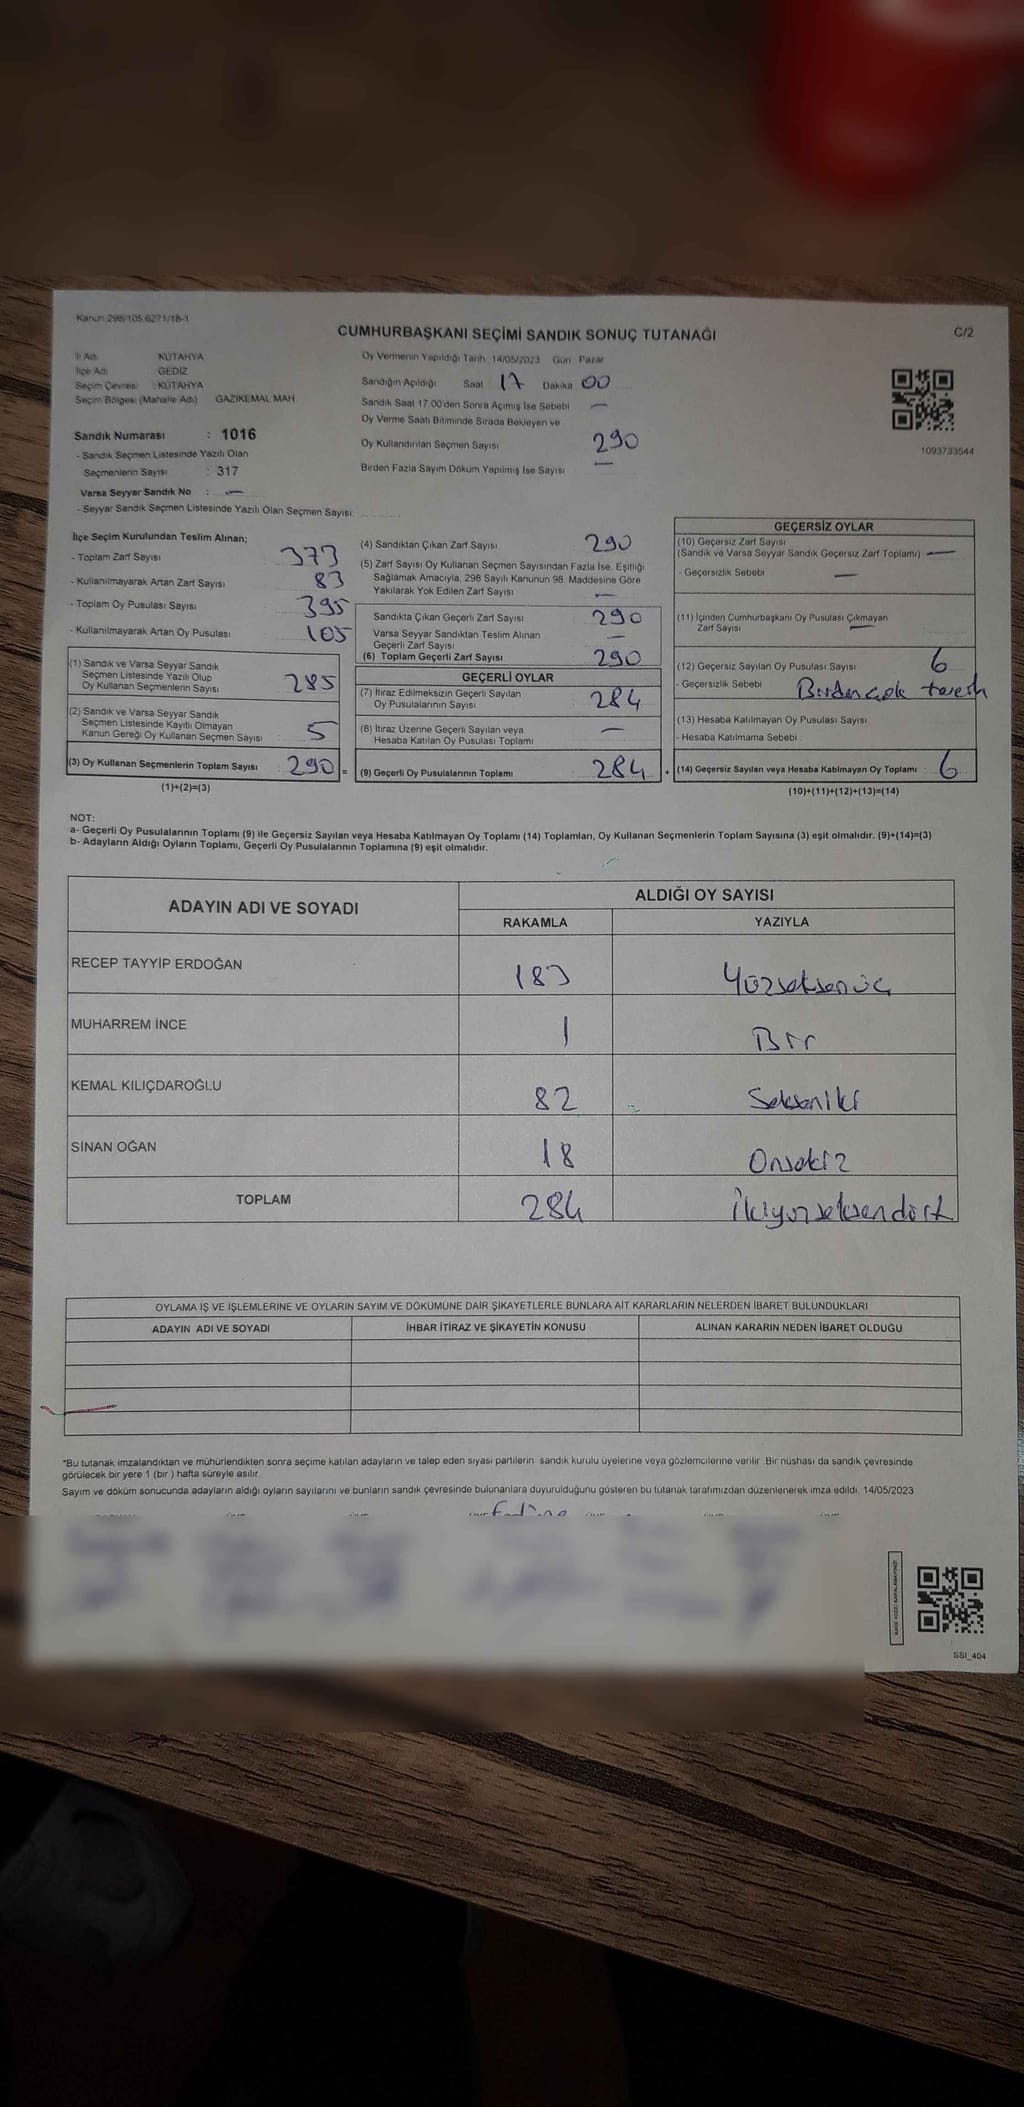 Kanun 298/105 6271/18-1
CUMHURBAŞKANI SEÇİMİ SANDIK SONUÇ TUTANAĞI
C/2
İl Adı KÜTAHYA
İlçe Adı GEDİZ
Seçim Çevresi : KÜTAHYA
Seçim Bölgesi (Mahalle Adı) GAZİKEMAL MAH
Sandık Numarası : 1016
- Sandık Seçmen Listesinde Yazılı Olan
Seçmenlerin Sayısı : 317
Varsa Seyyar Sandık No : —
- Seyyar Sandık Seçmen Listesinde Yazılı Olan Seçmen Sayısı
Oy Vermenin Yapıldığı Tarih 14/05/2023 Gün Pazar
Sandığın Açıldığı Saat 17 Dakika 00
Sandık Saat 17.00'den Sonra Açımış İse Sebebi —
Oy Verme Saati Bitiminde Sırada Bekleyen ve
Oy Kullandırılan Seçmen Sayısı 290
Birden Fazla Sayım Döküm Yapılmış İse Sayısı —
1093733544
İlçe Seçim Kurulundan Teslim Alınan;
- Toplam Zarf Sayısı 373
- Kullanılmayarak Artan Zarf Sayısı 83
- Toplam Oy Pusulası Sayısı 395
- Kullanılmayarak Artan Oy Pusulası 105
(1) Sandık ve Varsa Seyyar Sandık
Seçmen Listesinde Yazılı Olup
Oy Kullanan Seçmenlerin Sayısı 285
(2) Sandık ve Varsa Seyyar Sandık
Seçmen Listesinde Kayıtlı Olmayan
Kanun Gereği Oy Kullanan Seçmen Sayısı 5
(3) Oy Kullanan Seçmenlerin Toplam Sayısı 290 =
(1)+(2)=(3)
(4) Sandıktan Çıkan Zarf Sayısı 290
(5) Zarf Sayısı Oy Kullanan Seçmen Sayısından Fazla İse, Eşitliği
Sağlamak Amacıyla, 298 Sayılı Kanunun 98. Maddesine Göre
Yakılarak Yok Edilen Zarf Sayısı —
Sandıkta Çıkan Geçerli Zarf Sayısı 290
Varsa Seyyar Sandıktan Teslim Alınan
Geçerli Zarf Sayısı —
(6) Toplam Geçerli Zarf Sayısı 290
GEÇERLİ OYLAR
(7) İtiraz Edilmeksizin Geçerli Sayılan
Oy Pusulalarının Sayısı 284
(8) İtiraz Üzerine Geçerli Sayılan veya
Hesaba Katılan Oy Pusulası Toplamı —
(9) Geçerli Oy Pusulalarının Toplamı 284 +
GEÇERSİZ OYLAR
(10) Geçersiz Zarf Sayısı
(Sandık ve Varsa Seyyar Sandık Geçersiz Zarf Toplamı) —
- Geçersizlik Sebebi —
(11) İçinden Cumhurbaşkanı Oy Pusulası Çıkmayan
Zarf Sayısı —
(12) Geçersiz Sayılan Oy Pusulası Sayısı 6
- Geçersizlik Sebebi Birden çok tercih
(13) Hesaba Katılmayan Oy Pusulası Sayısı
- Hesaba Katılmama Sebebi :
(14) Geçersiz Sayılan veya Hesaba Katılmayan Oy Toplamı : 6
(10)+(11)+(12)+(13)=(14)
NOT:
a- Geçerli Oy Pusulalarının Toplamı (9) ile Geçersiz Sayılan veya Hesaba Katılmayan Oy Toplamı (14) Toplamları, Oy Kullanan Seçmenlerin Toplam Sayısına (3) eşit olmalıdır. (9)+(14)=(3)
b- Adayların Aldığı Oyların Toplamı, Geçerli Oy Pusulalarının Toplamına (9) eşit olmalıdır.
ADAYIN ADI VE SOYADI
ALDIĞI OY SAYISI
RAKAMLA YAZIYLA
RECEP TAYYİP ERDOĞAN 183 Yüzseksenüç
MUHARREM İNCE 1 Bir
KEMAL KILIÇDAROĞLU 82 Sekseniki
SİNAN OĞAN 18 Onsekiz
TOPLAM 284 İkiyüzseksendört
OYLAMA İŞ VE İŞLEMLERİNE VE OYLARIN SAYIM VE DÖKÜMÜNE DAİR ŞİKAYETLERLE BUNLARA AİT KARARLARIN NELERDEN İBARET BULUNDUKLARI
ADAYIN ADI VE SOYADI İHBAR İTİRAZ VE ŞİKAYETİN KONUSU ALINAN KARARIN NEDEN İBARET OLDUĞU
*Bu tutanak imzalandıktan ve mühürlendikten sonra seçime katılan adayların ve talep eden siyasi partilerin sandık kurulu üyelerine veya gözlemcilerine verilir. Bir nüshası da sandık çevresinde
görülecek bir yere 1 (bir) hafta süreyle asılır.
Sayım ve döküm sonucunda adayların aldığı oyların sayılarını ve bunların sandık çevresinde bulunanlara duyurulduğunu gösteren bu tutanak tarafımızdan düzenlenerek imza edildi. 14/05/2023
SSI_404